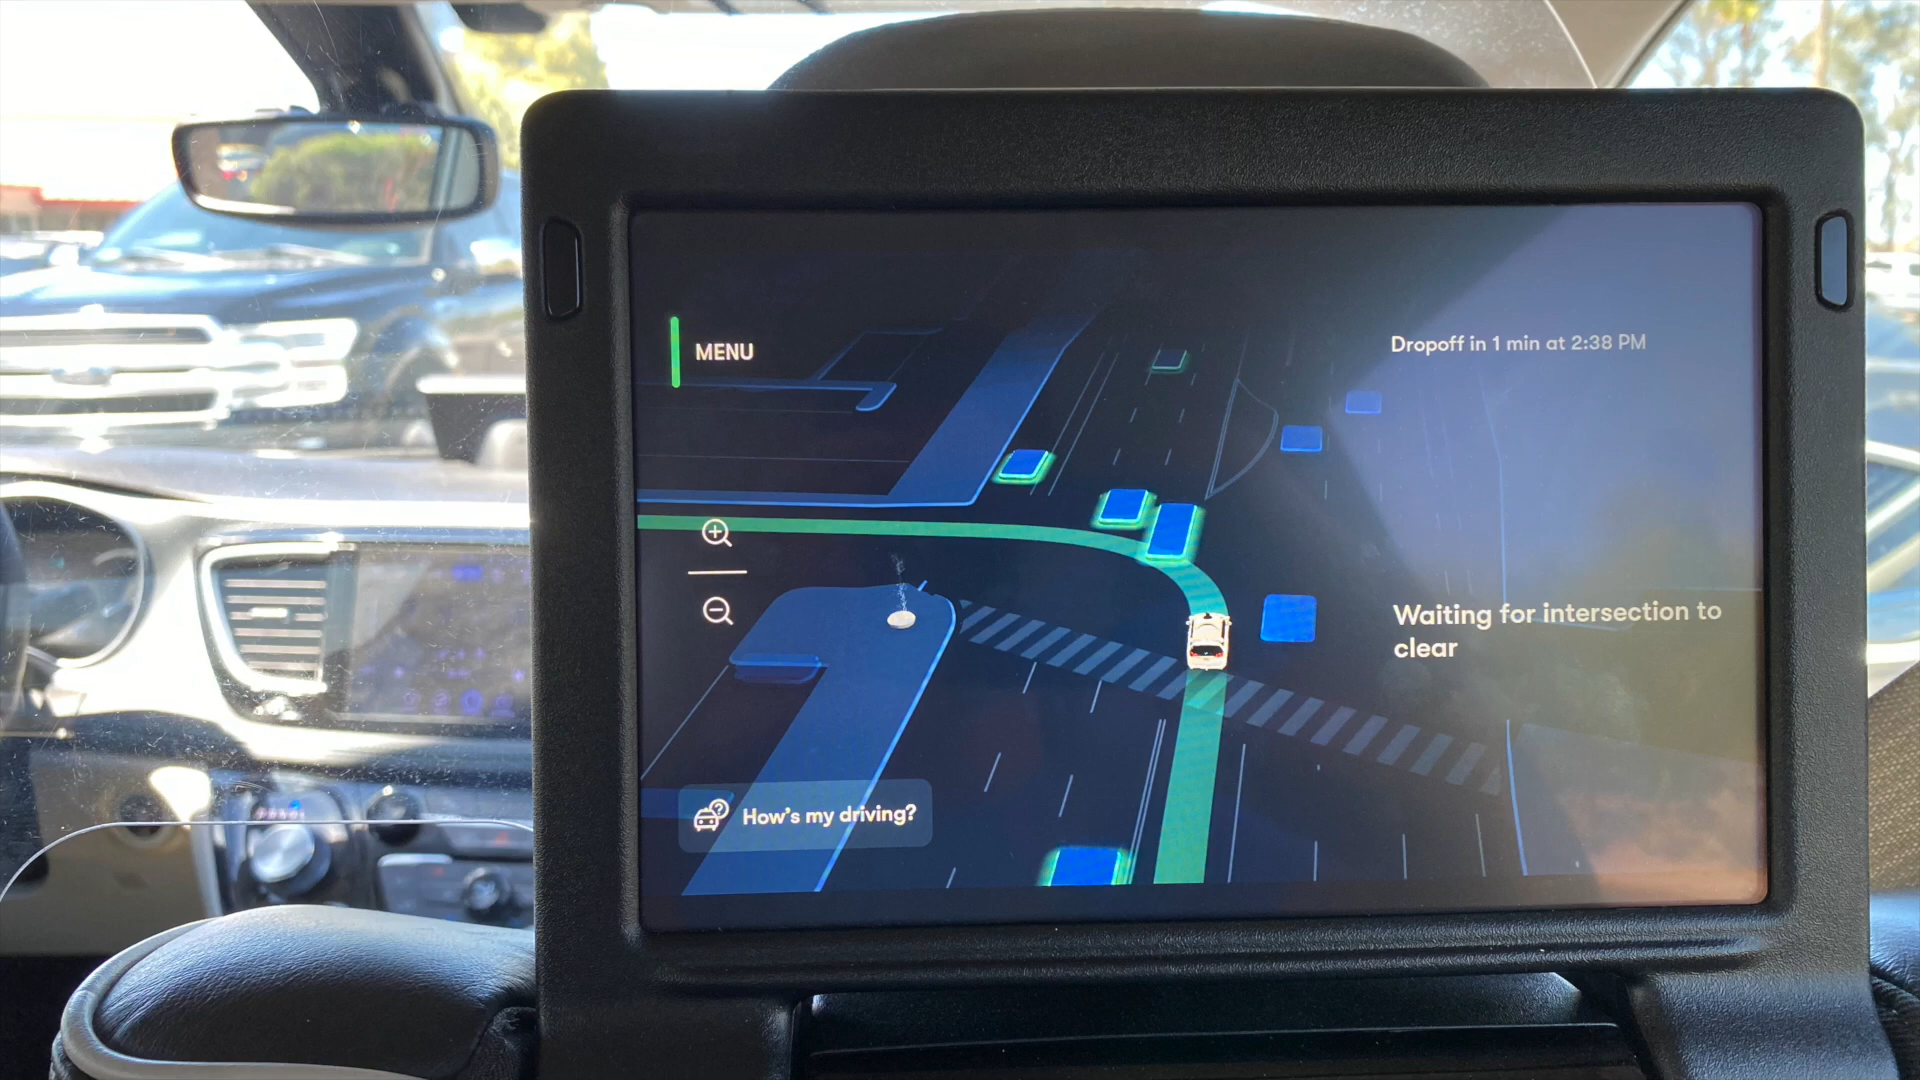 MENU
Dropoff in 1 min at 2:38 PM
Waiting for intersection to
clear
How's my driving?